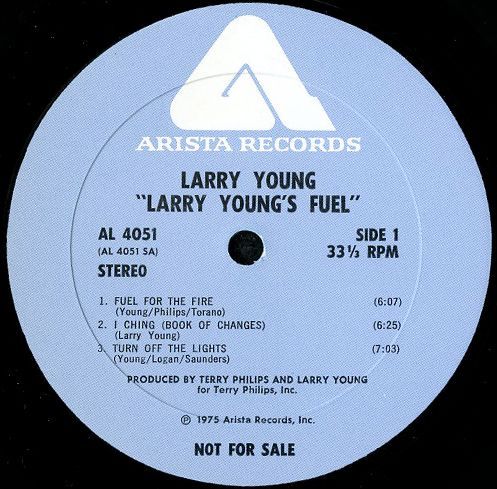 ARISTA RECORDS
LARRY YOUNG
"LARRY YOUNG'S FUEL"
AL 4051
(AL 4051 SA)
STEREO
SIDE 1
33⅓ RPM
1. FUEL FOR THE FIRE (6:07)
(Young/Philips/Torano)
2. I CHING (BOOK OF CHANGES) (6:25)
(Larry Young)
3. TURN OFF THE LIGHTS (7:03)
(Young/Logan/Saunders)
PRODUCED BY TERRY PHILIPS AND LARRY YOUNG
for Terry Philips, Inc.
℗ 1975 Arista Records, Inc.
NOT FOR SALE